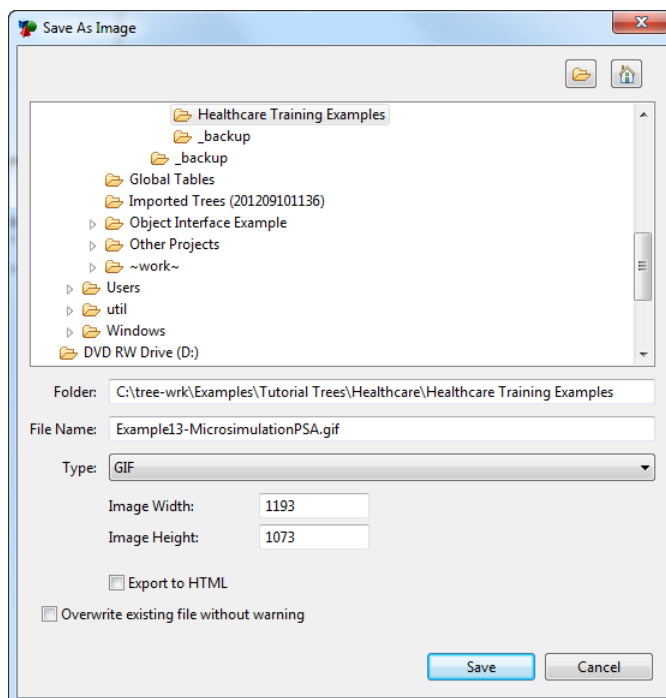 Save As Image
Healthcare Training Examples
_backup
_backup
Global Tables
Imported Trees (201209101136)
Object Interface Example
Other Projects
~work~
Users
util
Windows
DVD RW Drive (D:)
Folder: C:\tree-wrk\Examples\Tutorial Trees\Healthcare\Healthcare Training Examples
File Name: Example13-MicrosimulationPSA.gif
Type: GIF
Image Width: 1193
Image Height: 1073
Export to HTML
Overwrite existing file without warning
Save Cancel